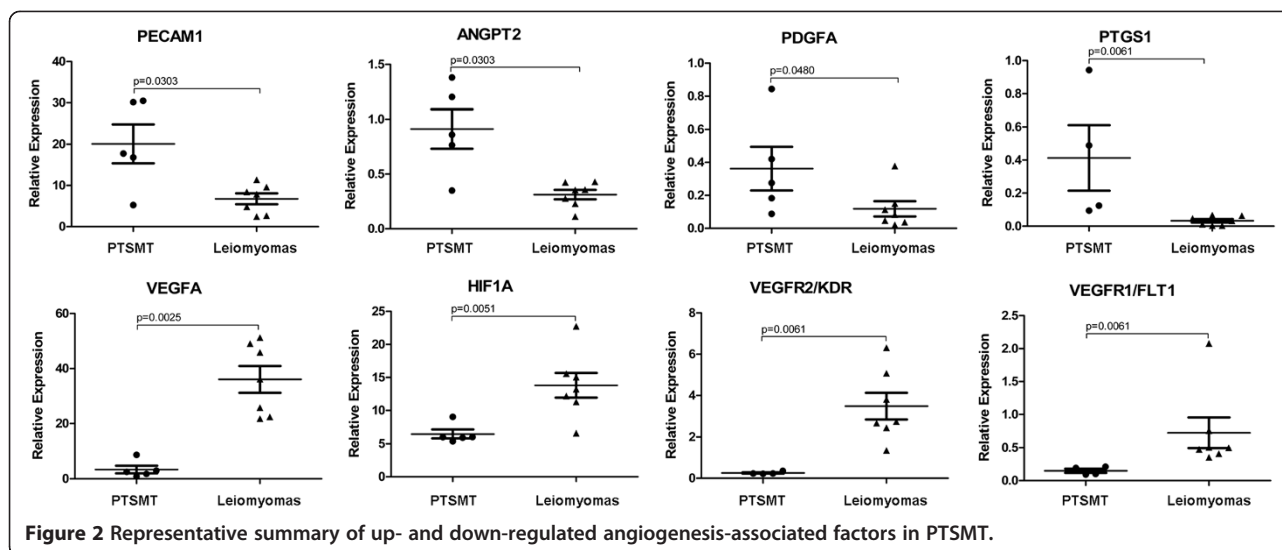 PECAM1
p=0.0303
Relative Expression
40
30
20
10
0
PTSMT
Leiomyomas
ANGPT2
p=0.0303
Relative Expression
1.5
1.0
0.5
0.0
PTSMT
Leiomyomas
PDGFA
p=0.0480
Relative Expression
1.0
0.8
0.6
0.4
0.2
0.0
PTSMT
Leiomyomas
PTGS1
p=0.0061
Relative Expression
1.0
0.8
0.6
0.4
0.2
0.0
PTSMT
Leiomyomas
VEGFA
p=0.0025
Relative Expression
60
40
20
0
PTSMT
Leiomyomas
HIF1A
p=0.0051
Relative Expression
25
20
15
10
5
0
PTSMT
Leiomyomas
VEGFR2/KDR
p=0.0061
Relative Expression
8
6
4
2
0
PTSMT
Leiomyomas
VEGFR1/FLT1
p=0.0061
Relative Expression
2.5
2.0
1.5
1.0
0.5
0.0
PTSMT
Leiomyomas
Figure 2 Representative summary of up- and down-regulated angiogenesis-associated factors in PTSMT.